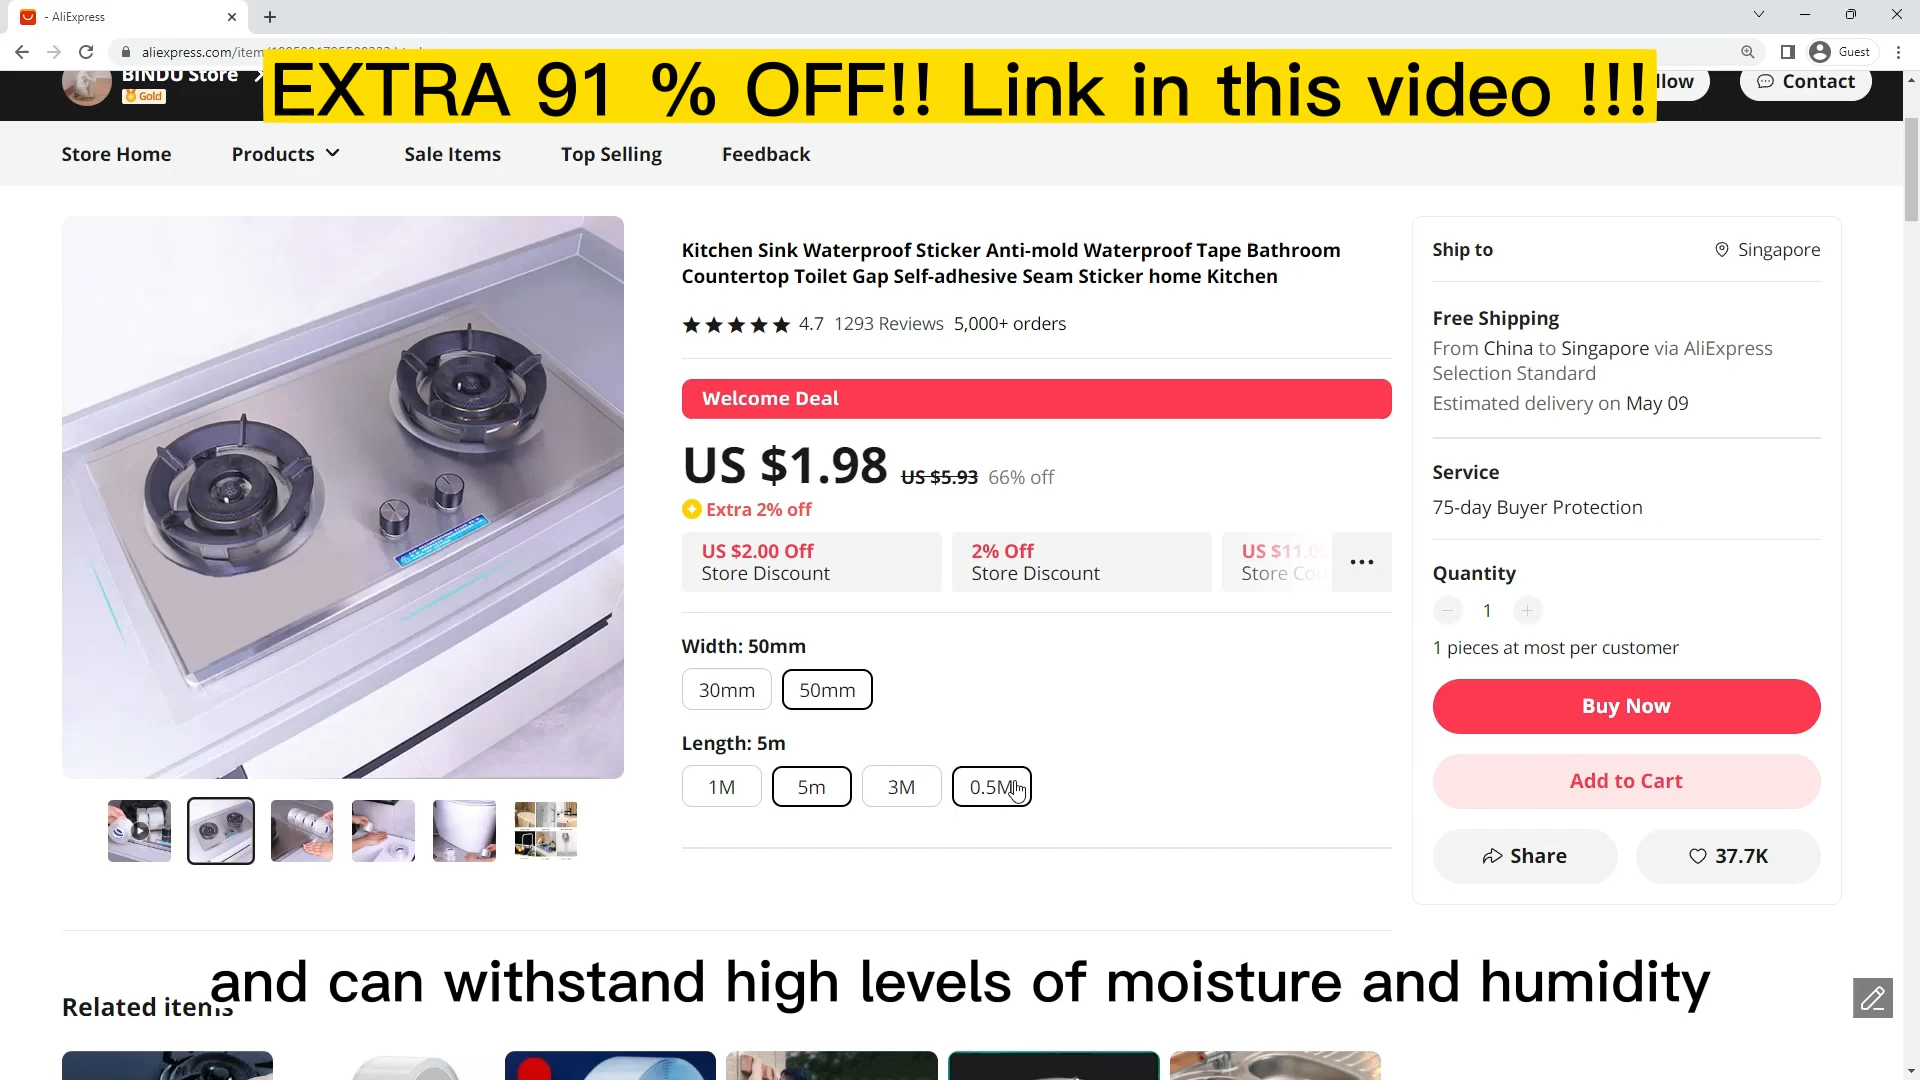 - AliExpress
aliexpress.com/item
Guest
BINDU Store
Gold
EXTRA 91 % OFF!! Link in this video !!!
Contact
Store Home
Products
Sale Items
Top Selling
Feedback
Kitchen Sink Waterproof Sticker Anti-mold Waterproof Tape Bathroom
Countertop Toilet Gap Self-adhesive Seam Sticker home Kitchen
4.7 1293 Reviews 5,000+ orders
Welcome Deal
US $1.98 US $5.93 66% off
Extra 2% off
US $2.00 Off
Store Discount
2% Off
Store Discount
US $11.00
Store
...
Width: 50mm
30mm
50mm
Length: 5m
1M
5m
3M
0.5M
Ship to
Singapore
Free Shipping
From China to Singapore via AliExpress
Selection Standard
Estimated delivery on May 09
Service
75-day Buyer Protection
Quantity
1
1 pieces at most per customer
Buy Now
Add to Cart
Share
37.7K
and can withstand high levels of moisture and humidity
Related items